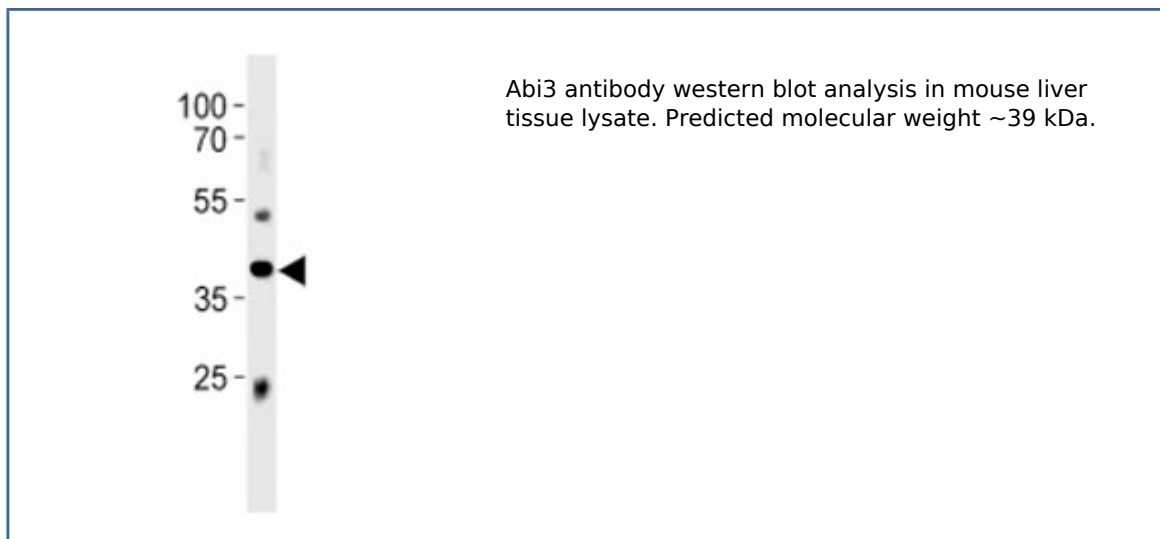 100
70
55
35
25
Abi3 antibody western blot analysis in mouse liver
tissue lysate. Predicted molecular weight ~39 kDa.